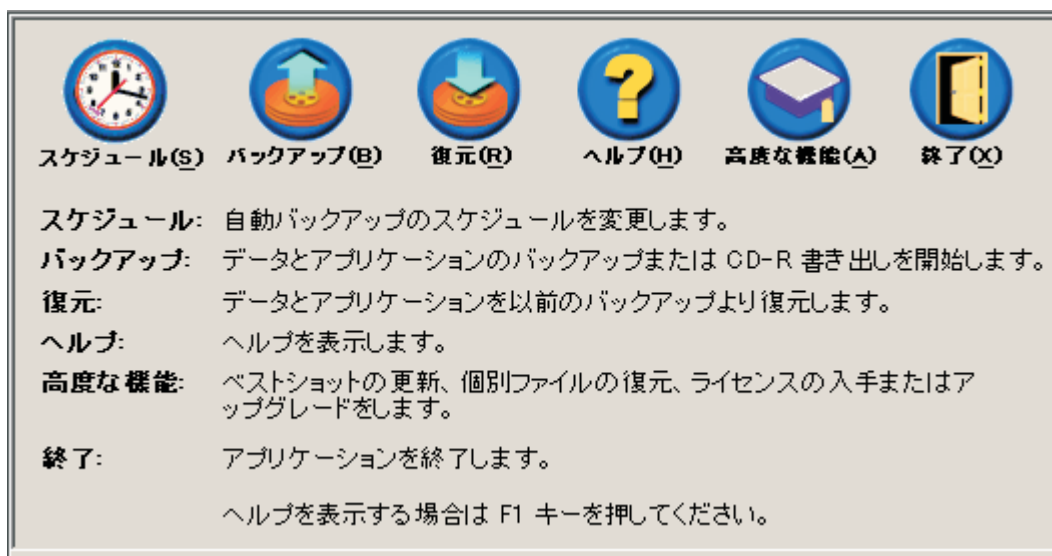 スケジュール(S) バックアップ(B) 復元(R) ヘルプ(H) 高度な機能(A) 終了(X)
スケジュール: 自動バックアップのスケジュールを変更します。
バックアップ: データとアプリケーションのバックアップまたは CD-R 書き出しを開始します。
復元: データとアプリケーションを以前のバックアップより復元します。
ヘルプ: ヘルプを表示します。
高度な機能: ベストショットの更新、個別ファイルの復元、ライセンスの入手またはア
ップグレードをします。
終了: アプリケーションを終了します。
ヘルプを表示する場合は F1 キーを押してください。